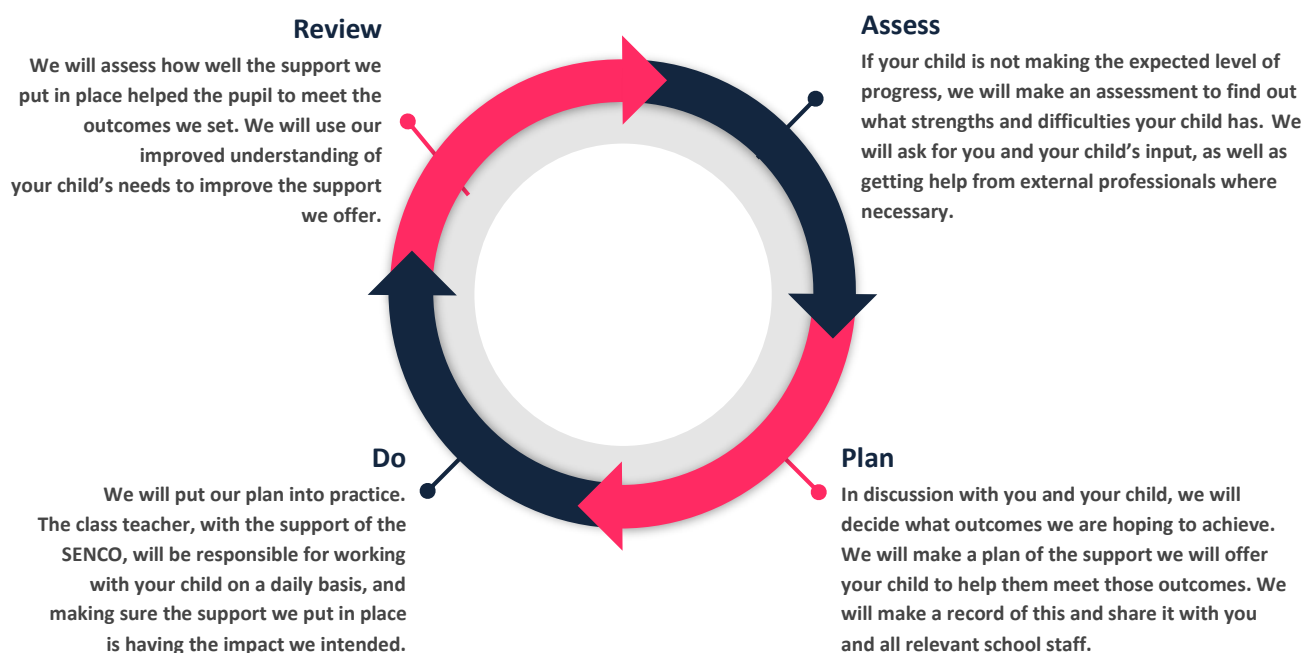 Review
We will assess how well the support we
put in place helped the pupil to meet the
outcomes we set. We will use our
improved understanding of
your child’s needs to improve the support
we offer.
Assess
If your child is not making the expected level of
progress, we will make an assessment to find out
what strengths and difficulties your child has. We
will ask for you and your child’s input, as well as
getting help from external professionals where
necessary.
Do
We will put our plan into practice.
The class teacher, with the support of the
SENCO, will be responsible for working
with your child on a daily basis, and
making sure the support we put in place
is having the impact we intended.
Plan
In discussion with you and your child, we will
decide what outcomes we are hoping to achieve.
We will make a plan of the support we will offer
your child to help them meet those outcomes. We
will make a record of this and share it with you
and all relevant school staff.